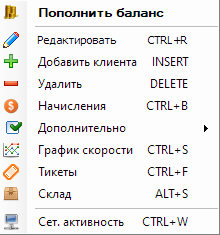 Пополнить баланс
Редактировать CTRL+R
Добавить клиента INSERT
Удалить DELETE
Начисления CTRL+B
Дополнительно
График скорости CTRL+S
Тикеты CTRL+F
Склад ALT+S
Сет. активность CTRL+W